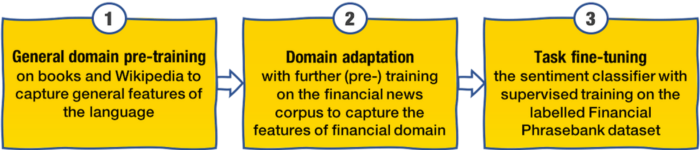 1
General domain pre-training
on books and Wikipedia to
capture general features of
the language
2
Domain adaptation
with further (pre-) training
on the financial news
corpus to capture the
features of financial domain
3
Task fine-tuning
the sentiment classifier with
supervised training on the
labelled Financial
Phrasebank dataset